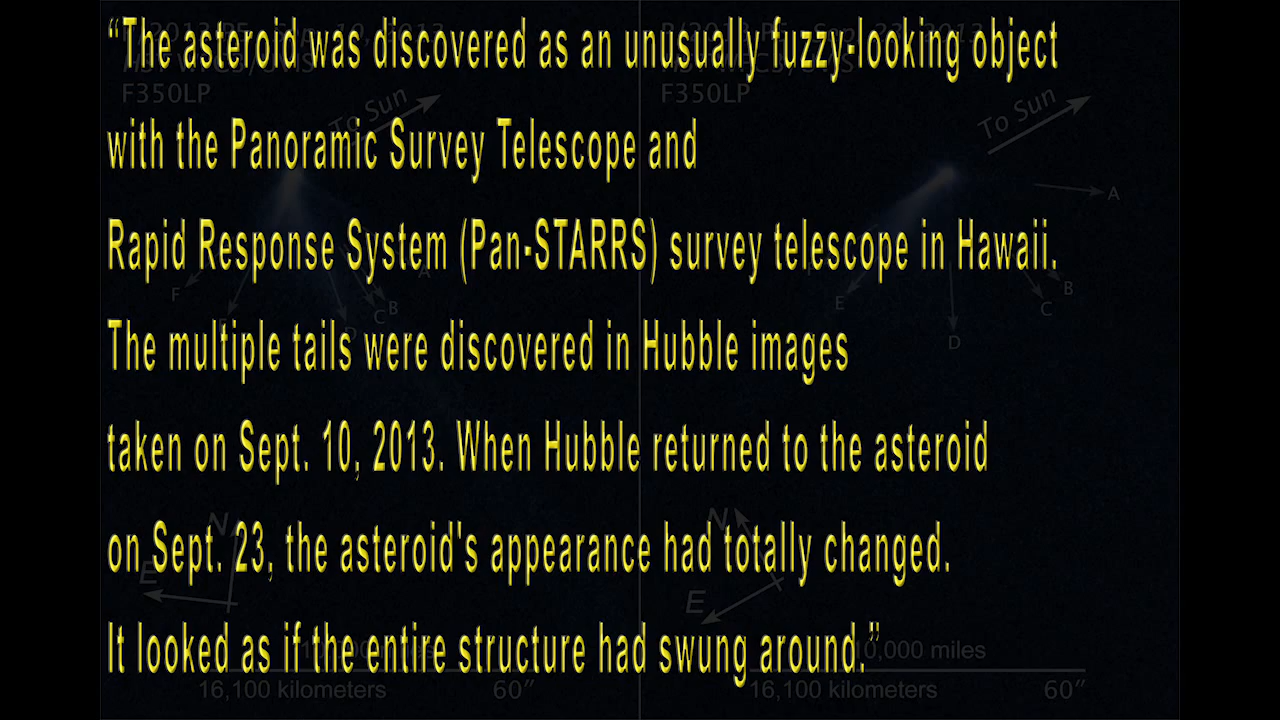 “The asteroid was discovered as an unusually fuzzy-looking object
with the Panoramic Survey Telescope and
Rapid Response System (Pan-STARRS) survey telescope in Hawaii.
The multiple tails were discovered in Hubble images
taken on Sept. 10, 2013. When Hubble returned to the asteroid
on Sept. 23, the asteroid's appearance had totally changed.
It looked as if the entire structure had swung around.”
F350LP
To Sun
F
A
B
C
D
N
E
16,100 kilometers
60″
F350LP
To Sun
A
B
C
D
E
N
E
10,000 miles
16,100 kilometers
60″